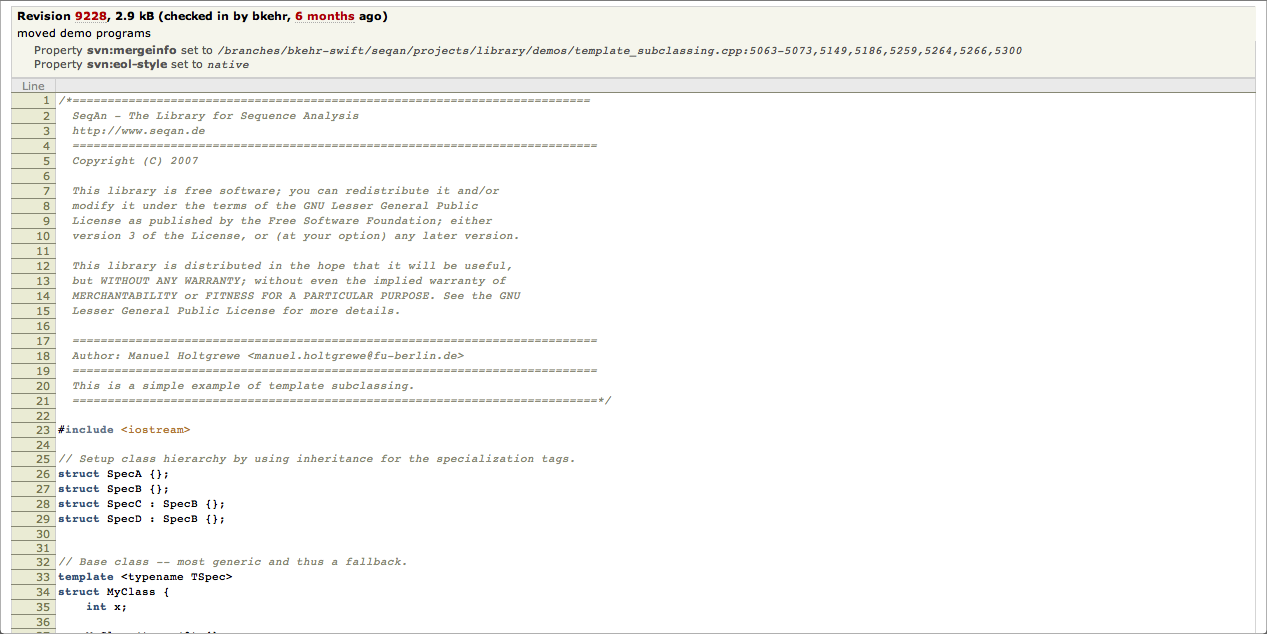 Revision 9228, 2.9 kB (checked in by bkehr, 6 months ago)
moved demo programs
Property svn:mergeinfo set to /branches/bkehr-swift/seqan/projects/library/demos/template_subclassing.cpp:5063-5073,5149,5186,5259,5264,5266,5300
Property svn:eol-style set to native
Line
1 /*==========================================================================
2 SeqAn - The Library for Sequence Analysis
3 http://www.seqan.de
4 ===========================================================================
5 Copyright (C) 2007
6
7 This library is free software; you can redistribute it and/or
8 modify it under the terms of the GNU Lesser General Public
9 License as published by the Free Software Foundation; either
10 version 3 of the License, or (at your option) any later version.
11
12 This library is distributed in the hope that it will be useful,
13 but WITHOUT ANY WARRANTY; without even the implied warranty of
14 MERCHANTABILITY or FITNESS FOR A PARTICULAR PURPOSE. See the GNU
15 Lesser General Public License for more details.
16
17 ===========================================================================
18 Author: Manuel Holtgrewe <manuel.holtgrewe@fu-berlin.de>
19 ===========================================================================
20 This is a simple example of template subclassing.
21 ===========================================================================*/
22
23 #include <iostream>
24
25 // Setup class hierarchy by using inheritance for the specialization tags.
26 struct SpecA {};
27 struct SpecB {};
28 struct SpecC : SpecB {};
29 struct SpecD : SpecB {};
30
31
32 // Base class -- most generic and thus a fallback.
33 template <typename TSpec>
34 struct MyClass {
35 int x;
36